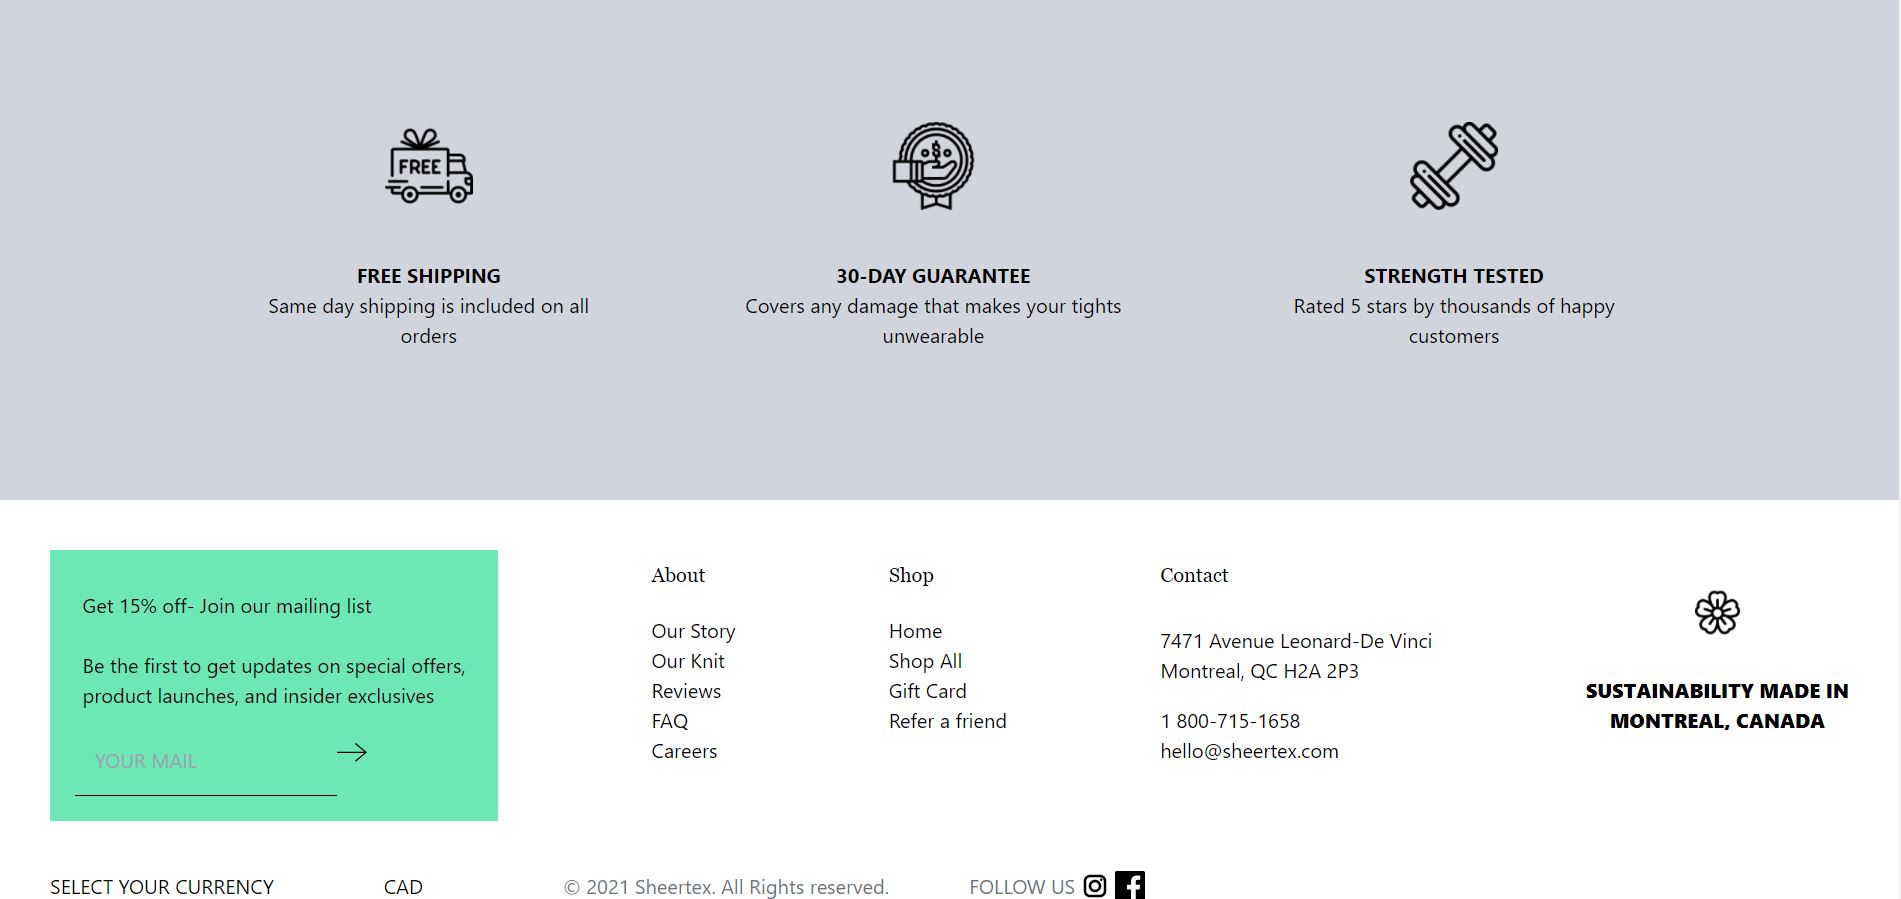 FREE
FREE SHIPPING
Same day shipping is included on all
orders
30-DAY GUARANTEE
Covers any damage that makes your tights
unwearable
STRENGTH TESTED
Rated 5 stars by thousands of happy
customers
Get 15% off- Join our mailing list
Be the first to get updates on special offers,
product launches, and insider exclusives
YOUR MAIL
About
Our Story
Our Knit
Reviews
FAQ
Careers
Shop
Home
Shop All
Gift Card
Refer a friend
Contact
7471 Avenue Leonard-De Vinci
Montreal, QC H2A 2P3
1 800-715-1658
hello@sheertex.com
SUSTAINABILITY MADE IN
MONTREAL, CANADA
SELECT YOUR CURRENCY
CAD
© 2021 Sheertex. All Rights reserved.
FOLLOW US